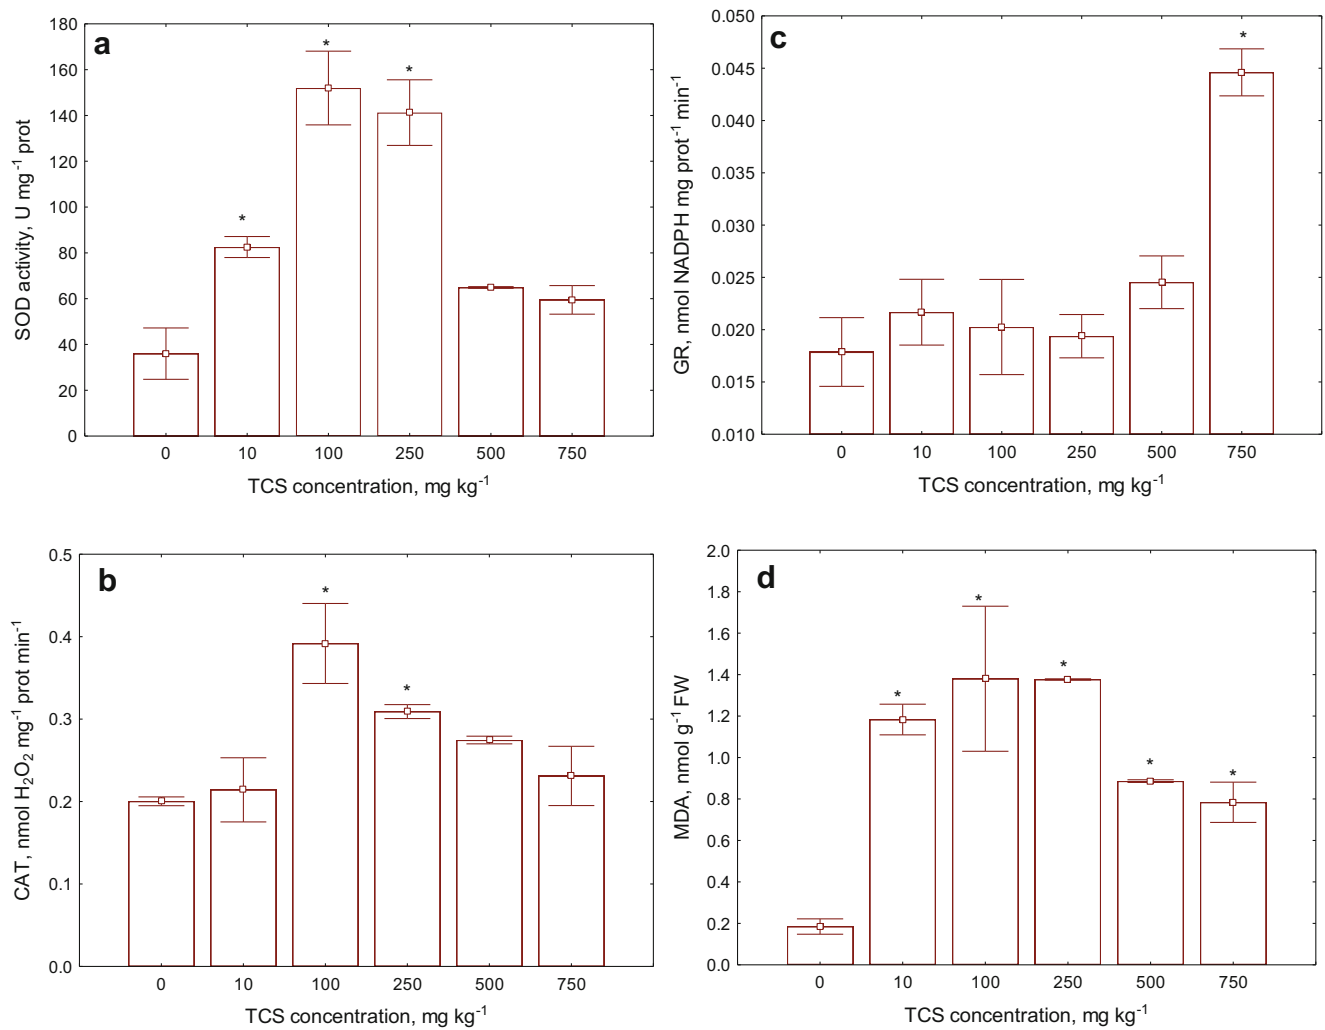 a
SOD activity, U mg⁻¹ prot
180
160
140
120
100
80
60
40
20
0
*
*
*
0 10 100 250 500 750
TCS concentration, mg kg⁻¹
c
GR, nmol NADPH mg prot⁻¹ min⁻¹
0.050
0.045
0.040
0.035
0.030
0.025
0.020
0.015
0.010
*
0 10 100 250 500 750
TCS concentration, mg kg⁻¹
b
CAT, nmol H₂O₂ mg⁻¹ prot min⁻¹
0.5
0.4
0.3
0.2
0.1
0.0
*
*
0 10 100 250 500 750
TCS concentration, mg kg⁻¹
d
MDA, nmol g⁻¹ FW
2.0
1.8
1.6
1.4
1.2
1.0
0.8
0.6
0.4
0.2
0.0
*
*
*
*
*
0 10 100 250 500 750
TCS concentration, mg kg⁻¹